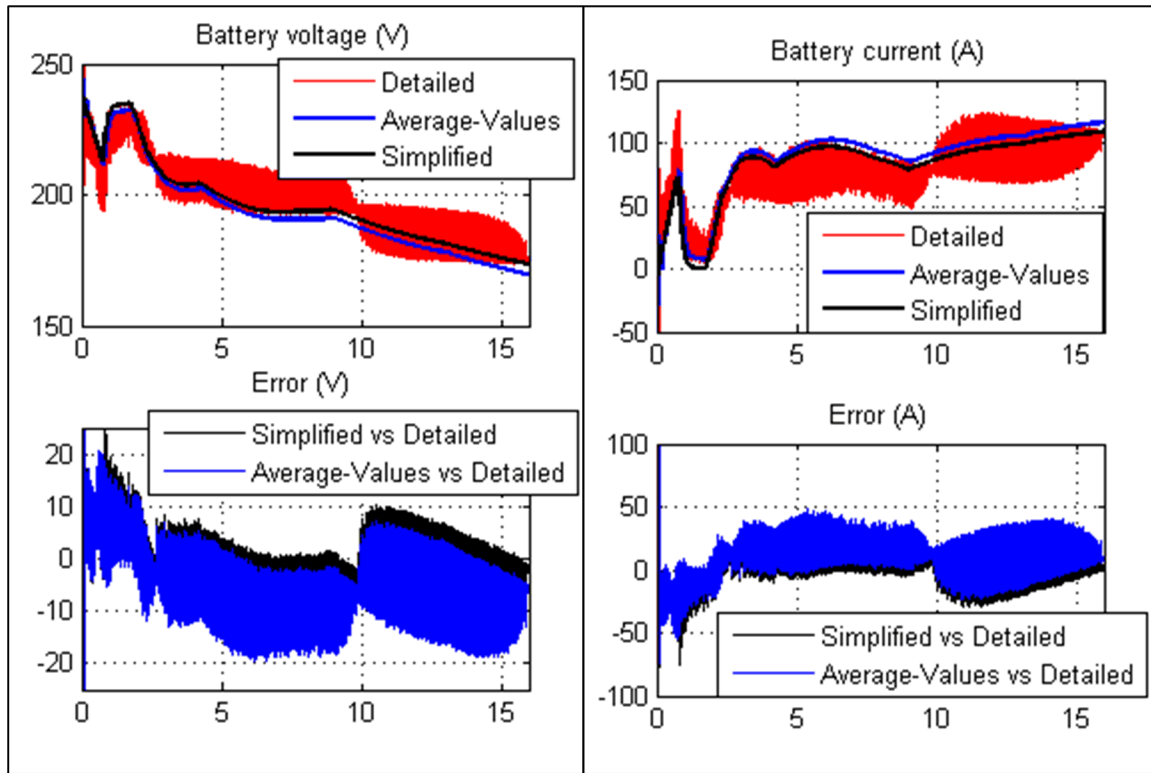 Battery voltage (V)
250
200
150
0
5
10
15
Detailed
Average-Values
Simplified
Error (V)
20
10
0
-10
-20
0
5
10
15
Simplified vs Detailed
Average-Values vs Detailed
Battery current (A)
150
100
50
0
-50
0
5
10
15
Detailed
Average-Values
Simplified
Error (A)
100
50
0
-50
-100
0
5
10
15
Simplified vs Detailed
Average-Values vs Detailed